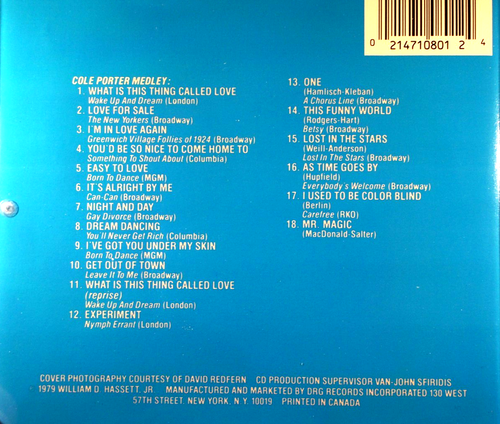 0 214710801 2 4
COLE PORTER MEDLEY:
1. WHAT IS THIS THING CALLED LOVE
Wake Up And Dream (London)
2. LOVE FOR SALE
The New Yorkers (Broadway)
3. I'M IN LOVE AGAIN
Greenwich Village Follies of 1924 (Broadway)
4. YOU'D BE SO NICE TO COME HOME TO
Something To Shout About (Columbia)
5. EASY TO LOVE
Born To Dance (MGM)
6. IT'S ALRIGHT BY ME
Can-Can (Broadway)
7. NIGHT AND DAY
Gay Divorce (Broadway)
8. DREAM DANCING
You'll Never Get Rich (Columbia)
9. I'VE GOT YOU UNDER MY SKIN
Born To Dance (MGM)
10. GET OUT OF TOWN
Leave It To Me (Broadway)
11. WHAT IS THIS THING CALLED LOVE
(reprise)
Wake Up And Dream (London)
12. EXPERIMENT
Nymph Errant (London)
13. ONE
(Hamlisch-Kleban)
A Chorus Line (Broadway)
14. THIS FUNNY WORLD
(Rodgers-Hart)
Betsy (Broadway)
15. LOST IN THE STARS
(Weill-Anderson)
Lost In The Stars (Broadway)
16. AS TIME GOES BY
(Hupfield)
Everybody's Welcome (Broadway)
17. I USED TO BE COLOR BLIND
(Berlin)
Carefree (RKO)
18. MR. MAGIC
(MacDonald-Salter)
COVER PHOTOGRAPHY COURTESY OF DAVID REDFERN CD PRODUCTION SUPERVISOR VAN-JOHN SFIRIDIS
1979 WILLIAM D. HASSETT, JR. MANUFACTURED AND MARKETED BY DRG RECORDS INCORPORATED 130 WEST
57TH STREET, NEW YORK, N.Y. 10019 PRINTED IN CANADA